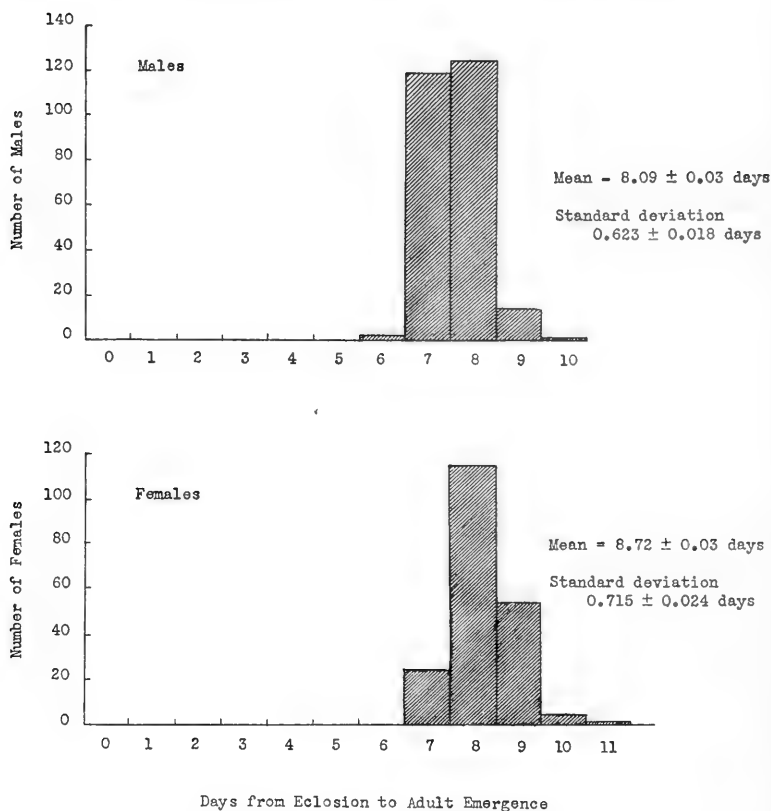 140
120
100
80
60
40
20
0
Number of Males
Males
Mean = 8.09 ± 0.03 days
Standard deviation
0.623 ± 0.018 days
0 1 2 3 4 5 6 7 8 9 10
120
100
80
60
40
20
0
Number of Females
Females
Mean = 8.72 ± 0.03 days
Standard deviation
0.715 ± 0.024 days
0 1 2 3 4 5 6 7 8 9 10 11
Days from Eclosion to Adult Emergence